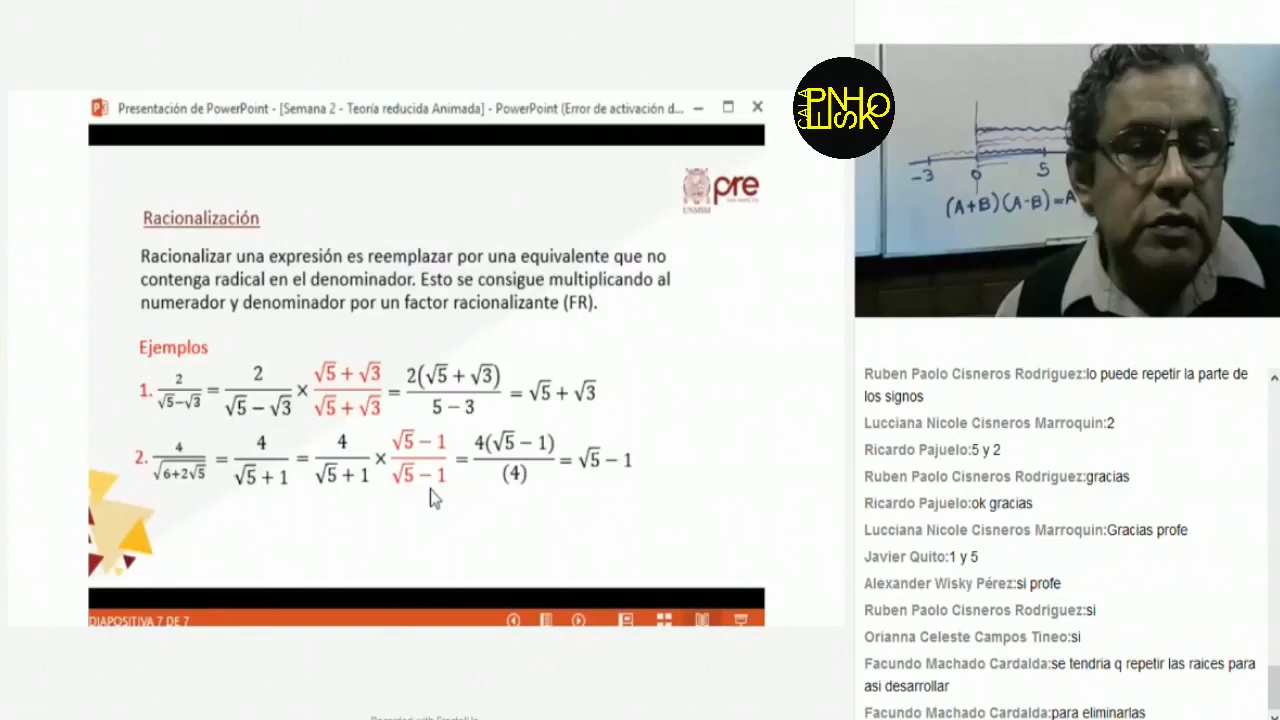 Presentación de PowerPoint - [Semana 2 - Teoría reducida Animada] - PowerPoint (Error de activación d...
UNMSM
pre
Racionalización
Racionalizar una expresión es reemplazar por una equivalente que no
contenga radical en el denominador. Esto se consigue multiplicando al
numerador y denominador por un factor racionalizante (FR).
Ejemplos
1. 2/(√5−√3) = 2/(√5 − √3) × (√5 + √3)/(√5 + √3) = 2(√5 + √3)/(5 − 3) = √5 + √3
2. 4/√(6+2√5) = 4/(√5 + 1) = 4/(√5 + 1) × (√5 − 1)/(√5 − 1) = 4(√5 − 1)/(4) = √5 − 1
DIAPOSITIVA 7 DE 7
-3 0 5
(A+B)(A-B)=A
Ruben Paolo Cisneros Rodriguez:lo puede repetir la parte de
los signos
Lucciana Nicole Cisneros Marroquin:2
Ricardo Pajuelo:5 y 2
Ruben Paolo Cisneros Rodriguez:gracias
Ricardo Pajuelo:ok gracias
Lucciana Nicole Cisneros Marroquin:Gracias profe
Javier Quito:1 y 5
Alexander Wisky Pérez:si profe
Ruben Paolo Cisneros Rodriguez:si
Orianna Celeste Campos Tineo:si
Facundo Machado Cardalda:se tendria q repetir las raices para
asi desarrollar
Facundo Machado Cardalda:para eliminarlas